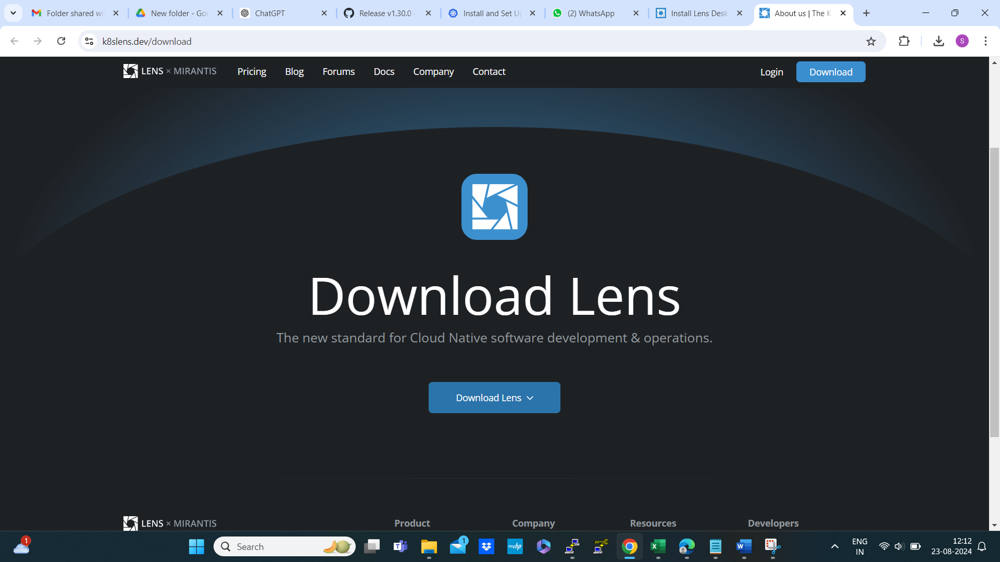 Folder shared wi
New folder - Goo
ChatGPT
Release v1.30.0 ·
Install and Set U
(2) WhatsApp
Install Lens Desk
About us | The K
k8slens.dev/download
S
LENS × MIRANTIS
Pricing
Blog
Forums
Docs
Company
Contact
Login
Download
Download Lens
The new standard for Cloud Native software development & operations.
Download Lens
LENS × MIRANTIS
Product
Company
Resources
Developers
1
Search
1
myhp
ENG
IN
12:12
23-08-2024